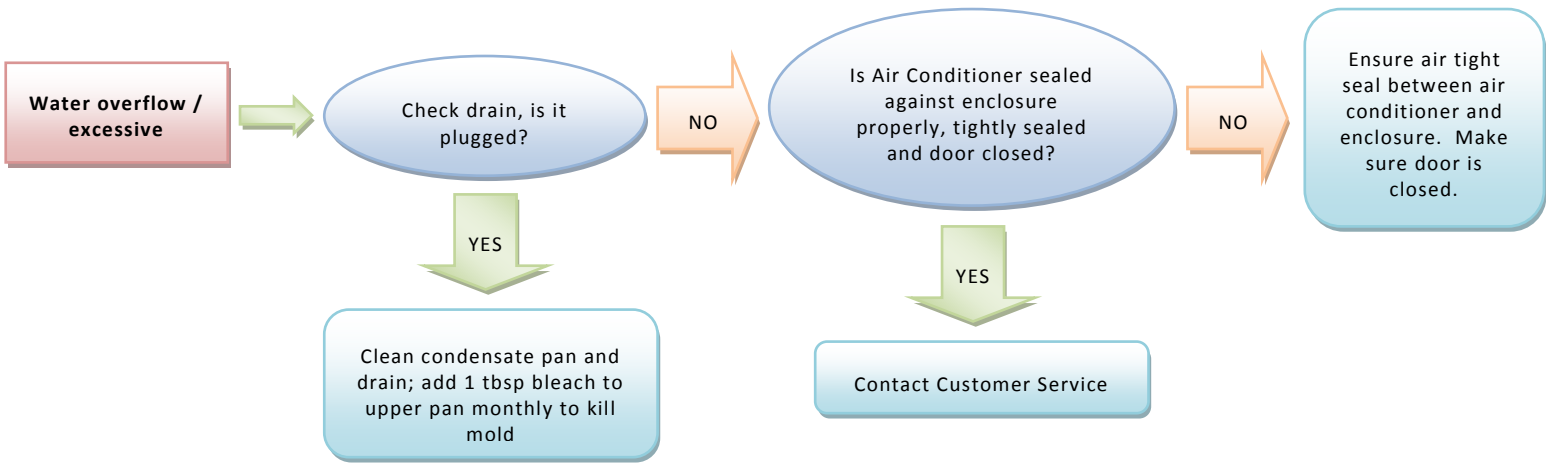 Water overflow /
excessive
Check drain, is it
plugged?
NO
Is Air Conditioner sealed
against enclosure
properly, tightly sealed
and door closed?
NO
Ensure air tight
seal between air
conditioner and
enclosure. Make
sure door is
closed.
YES
Clean condensate pan and
drain; add 1 tbsp bleach to
upper pan monthly to kill
mold
YES
Contact Customer Service